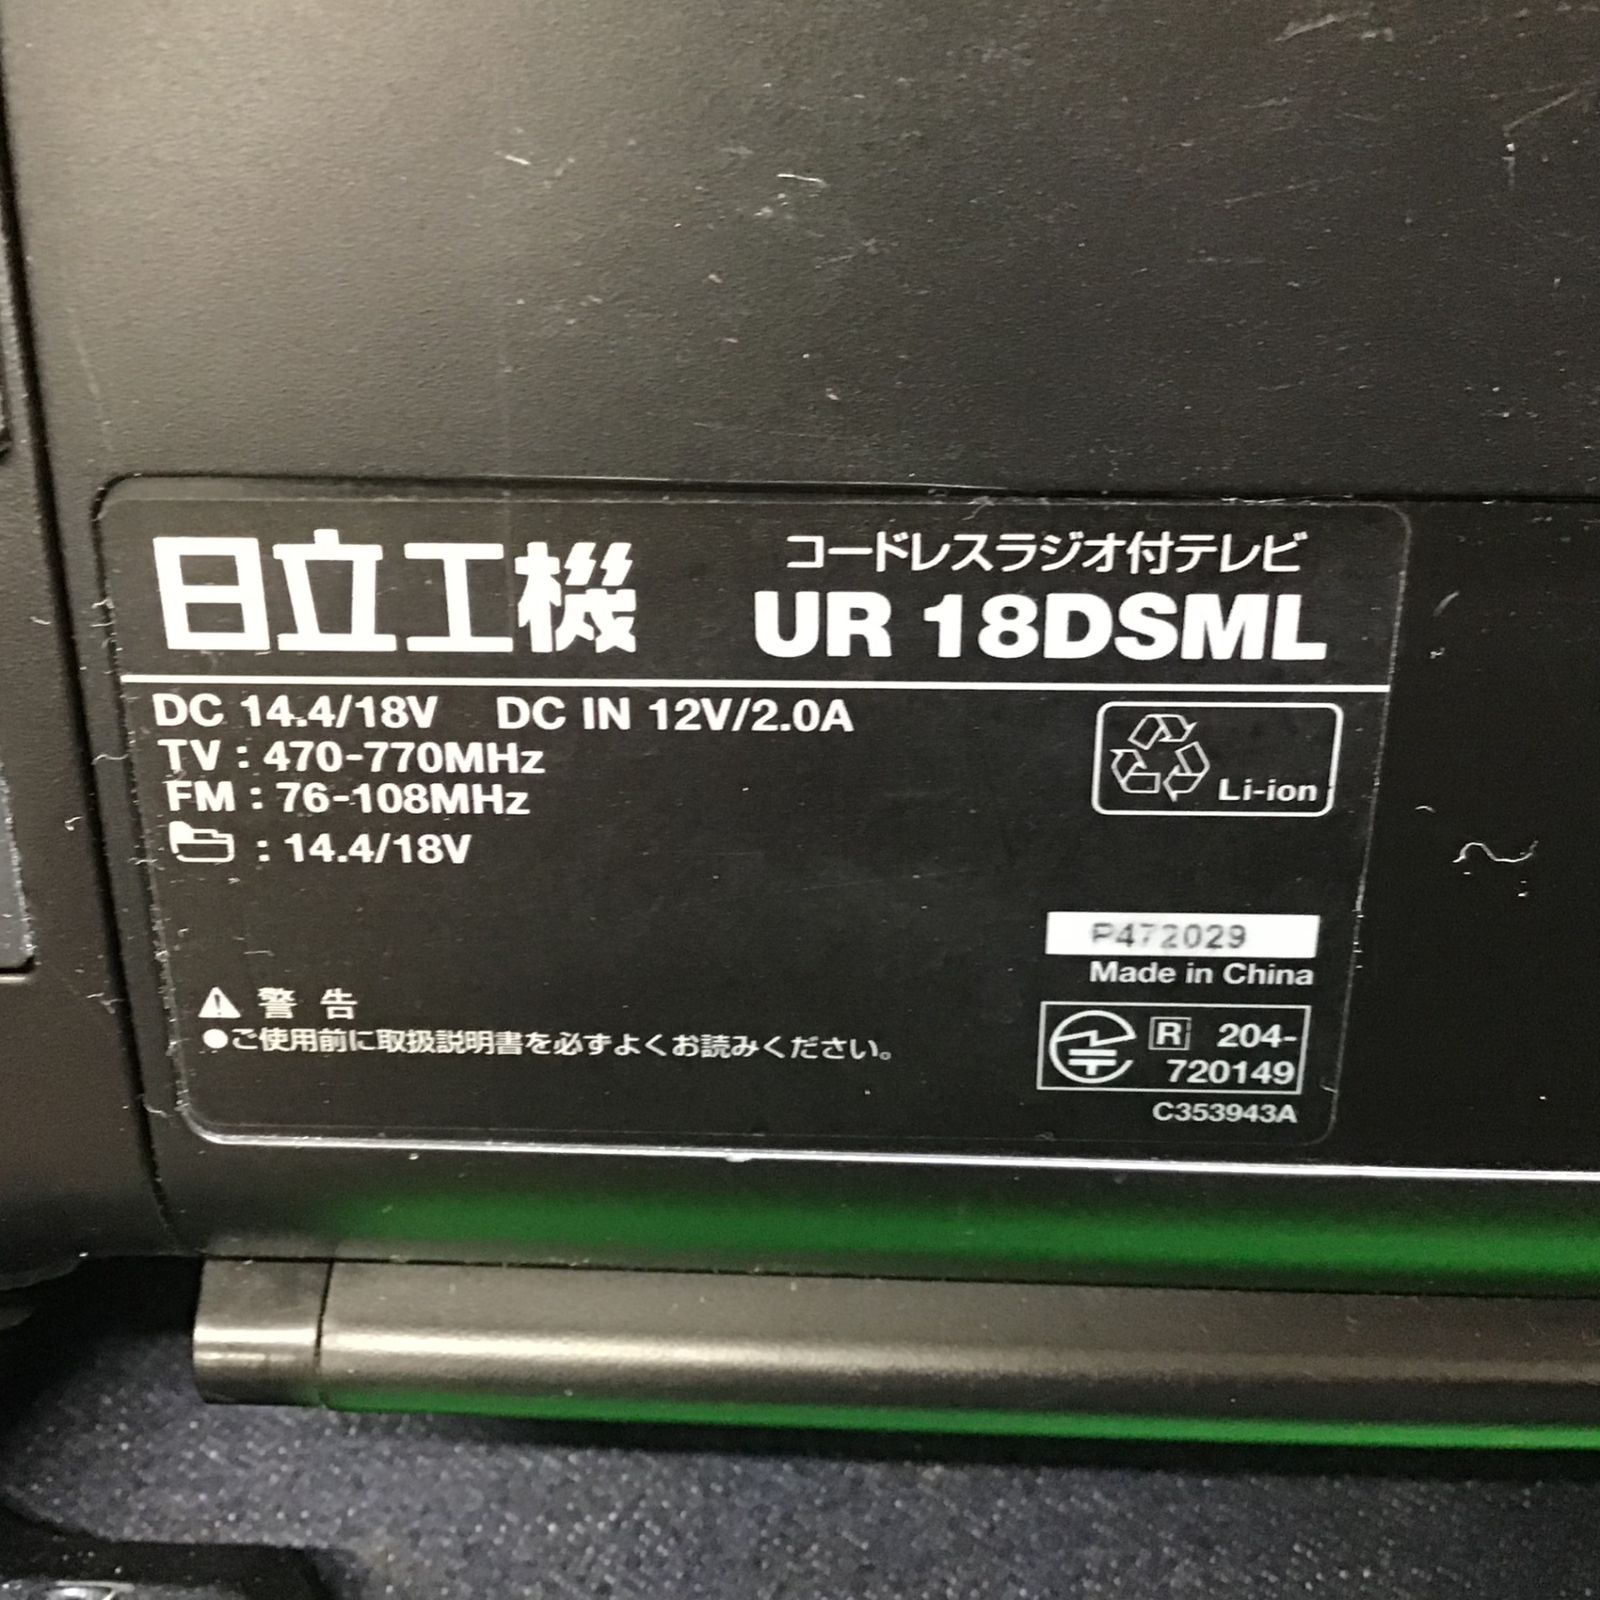 日立工機
コードレスラジオ付テレビ
UR 18DSML
DC 14.4/18V DC IN 12V/2.0A
TV : 470-770MHz
FM : 76-108MHz
: 14.4/18V
Li-ion
P472029
Made in China
警告
●ご使用前に取扱説明書を必ずよくお読みください。
R 204-
720149
C353943A